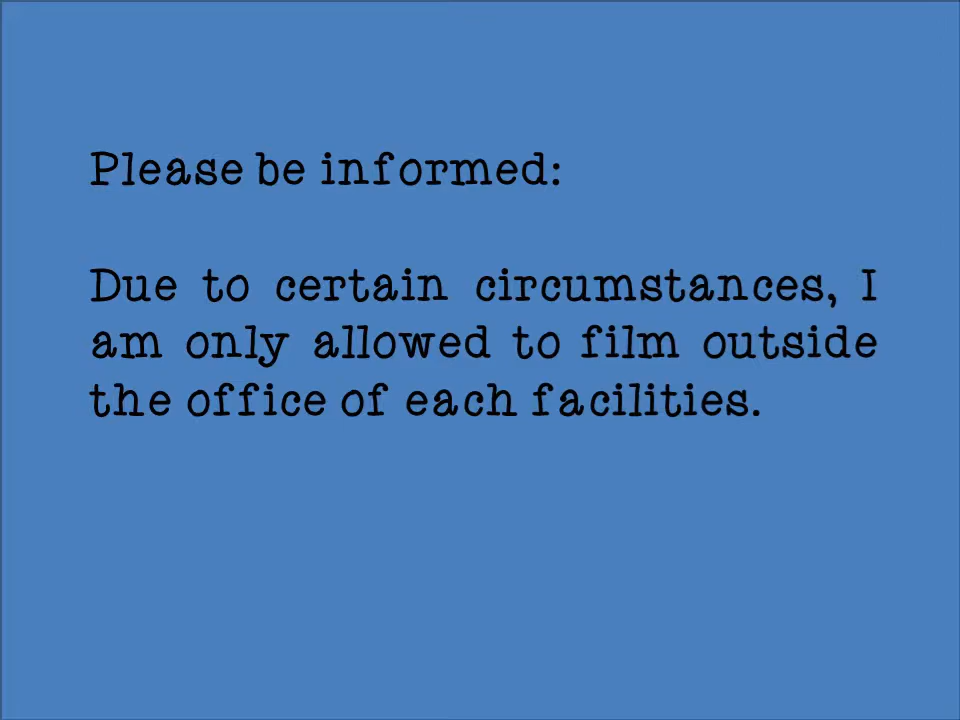 Please be informed:
Due to certain circumstances, I
am only allowed to film outside
the office of each facilities.